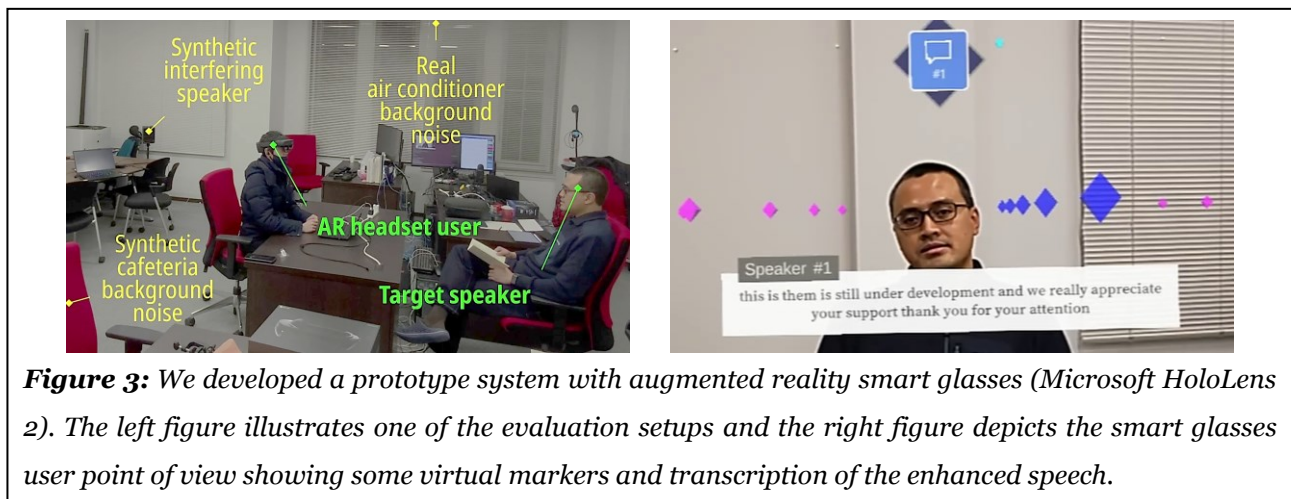 Synthetic
interfering
speaker
Real
air conditioner
background
noise
AR headset user
Synthetic
cafeteria
background
noise
Target speaker
#1
Speaker #1
this is them is still under development and we really appreciate
your support thank you for your attention
Figure 3: We developed a prototype system with augmented reality smart glasses (Microsoft HoloLens
2). The left figure illustrates one of the evaluation setups and the right figure depicts the smart glasses
user point of view showing some virtual markers and transcription of the enhanced speech.